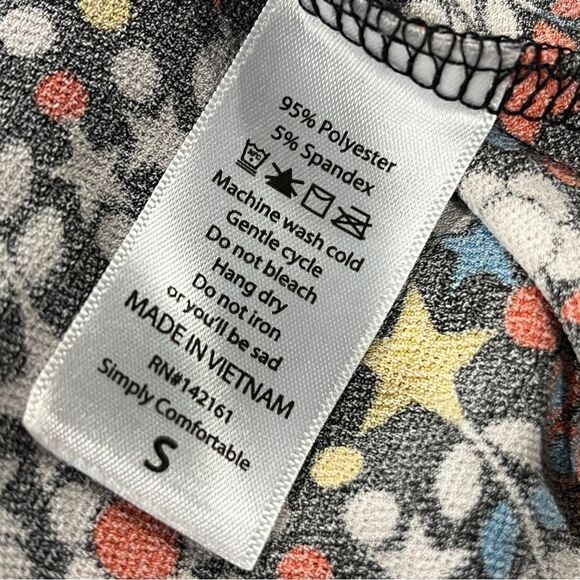 95% Polyester
5% Spandex
Machine wash cold
Gentle cycle
Do not bleach
Hang dry
Do not iron
or you'll be sad
MADE IN VIETNAM
RN#142161
Simply Comfortable
S